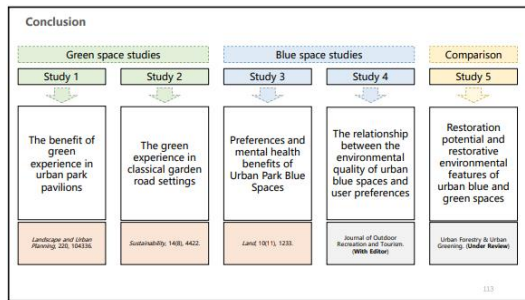 Conclusion
Green space studies
Blue space studies
Comparison
Study 1
Study 2
Study 3
Study 4
Study 5
The benefit of
green
experience in
urban park
pavilions
The green
experience in
classical garden
road settings
Preferences and
mental health
benefits of
Urban Park Blue
Spaces
The relationship
between the
environmental
quality of urban
blue spaces and
user preferences
Restoration
potential and
restorative
environmental
features of
urban blue and
green spaces
Landscape and Urban
Planning, 220, 104336.
Sustainability, 14(8), 4422.
Land, 10(11), 1233.
Journal of Outdoor
Recreation and Tourism.
(With Editor)
Urban Forestry & Urban
Greening. (Under Review)
113